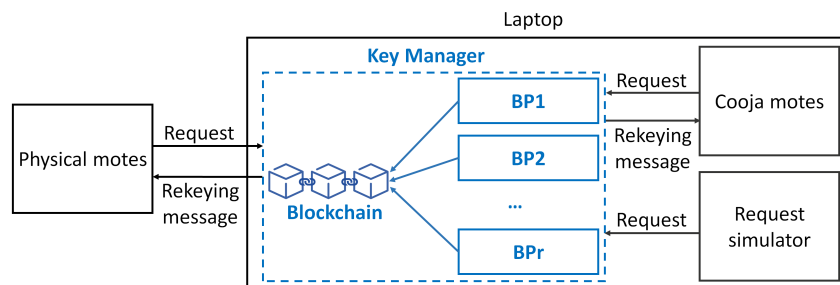 Laptop
Key Manager
Physical motes
Request
Rekeying
message
Blockchain
BP1
BP2
...
BPr
Request
Rekeying
message
Cooja motes
Request
Request
simulator